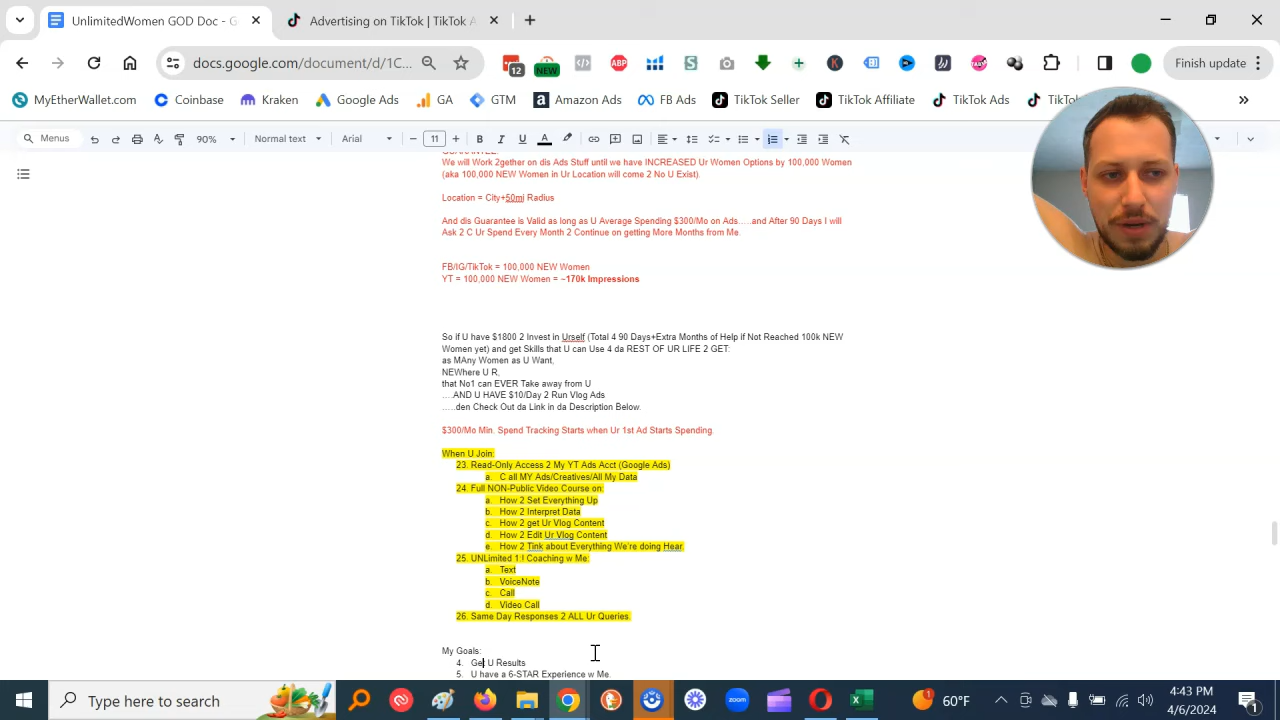 UnlimitedWomen GOD Doc - G
Advertising on TikTok | TikTok A
docs.google.com/document/d/1C...
12
NEW
ABP
Finish update
MyEtherWallet.com
Coinbase
Kraken
Google Ads
GA
GTM
Amazon Ads
FB Ads
TikTok Seller
TikTok Affiliate
TikTok Ads
Menus
90%
Normal text
Arial
11
We will Work 2gether on dis Ads Stuff until we have INCREASED Ur Women Options by 100,000 Women
(aka 100,000 NEW Women in Ur Location will come 2 No U Exist).
Location = City+50mi Radius
And dis Guarantee is Valid as long as U Average Spending $300/Mo on Ads.....and After 90 Days I will
Ask 2 C Ur Spend Every Month 2 Continue on getting More Months from Me.
FB/IG/TikTok = 100,000 NEW Women
YT = 100,000 NEW Women = ~170k Impressions
So if U have $1800 2 Invest in Urself (Total 4 90 Days+Extra Months of Help if Not Reached 100k NEW
Women yet) and get Skills that U can Use 4 da REST OF UR LIFE 2 GET:
as MAny Women as U Want,
NEWhere U R,
that No1 can EVER Take away from U
....AND U HAVE $10/Day 2 Run Vlog Ads
.....den Check Out da Link in da Description Below.
$300/Mo Min. Spend Tracking Starts when Ur 1st Ad Starts Spending.
When U Join:
23. Read-Only Access 2 My YT Ads Acct (Google Ads)
a. C all MY Ads/Creatives/All My Data
24. Full NON-Public Video Course on:
a. How 2 Set Everything Up
b. How 2 Interpret Data
c. How 2 get Ur Vlog Content
d. How 2 Edit Ur Vlog Content
e. How 2 Tink about Everything We're doing Hear.
25. UNLimited 1:1 Coaching w Me:
a. Text
b. VoiceNote
c. Call
d. Video Call
26. Same Day Responses 2 ALL Ur Queries.
My Goals:
4. Get U Results
5. U have a 6-STAR Experience w Me.
Type here to search
zoom
60°F
4:43 PM
4/6/2024
1